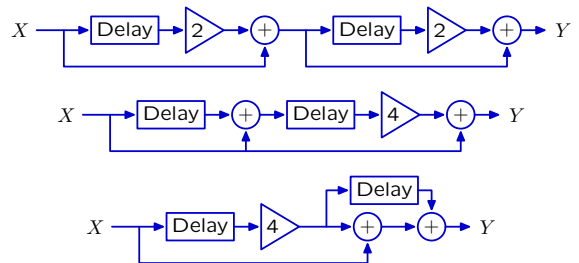 X Delay 2 + Delay 2 + Y
X Delay + Delay 4 + Y
Delay
X Delay 4 + + Y